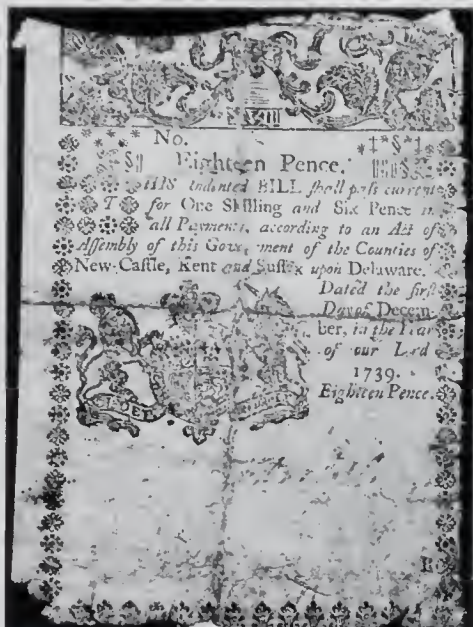 XVIII
No.
Eighteen Pence.
THIS indented BILL shall pass current
for One Shilling and Six Pence in
all Payments, according to an Act of
Assembly of this Government of the Counties of
New-Castle, Kent and Sussex upon Delaware.
Dated the first
Day of Decem-
ber, in the Year
of our Lord
1739.
Eighteen Pence.